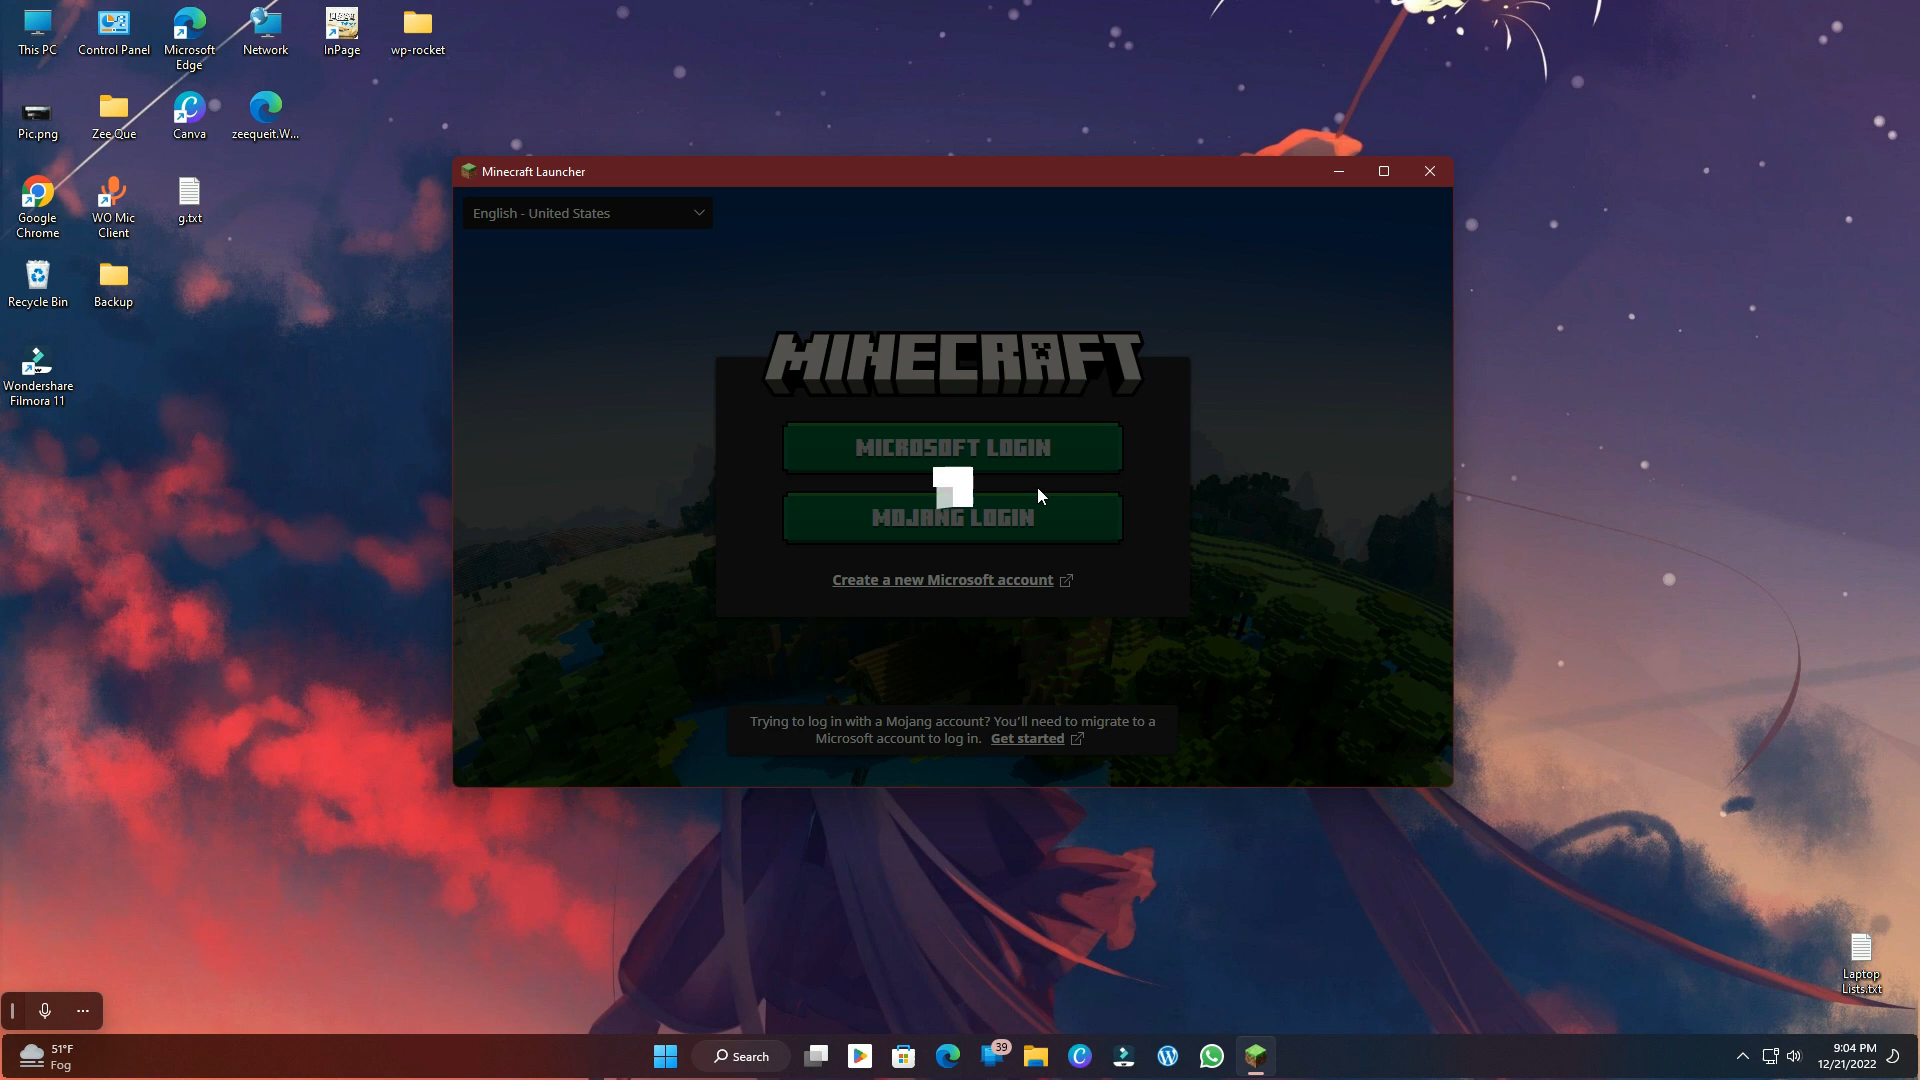 This PC
Control Panel
Microsoft
Edge
Network
InPage
wp-rocket
Pic.png
Zee Que
Canva
zeequeit.W...
Google
Chrome
WO Mic
Client
g.txt
Recycle Bin
Backup
Wondershare
Filmora 11
Minecraft Launcher
English - United States
MINECRAFT
MICROSOFT LOGIN
MOJANG LOGIN
Create a new Microsoft account
Trying to log in with a Mojang account? You'll need to migrate to a
Microsoft account to log in. Get started
Laptop
Lists.txt
51°F
Fog
Search
39
9:04 PM
12/21/2022